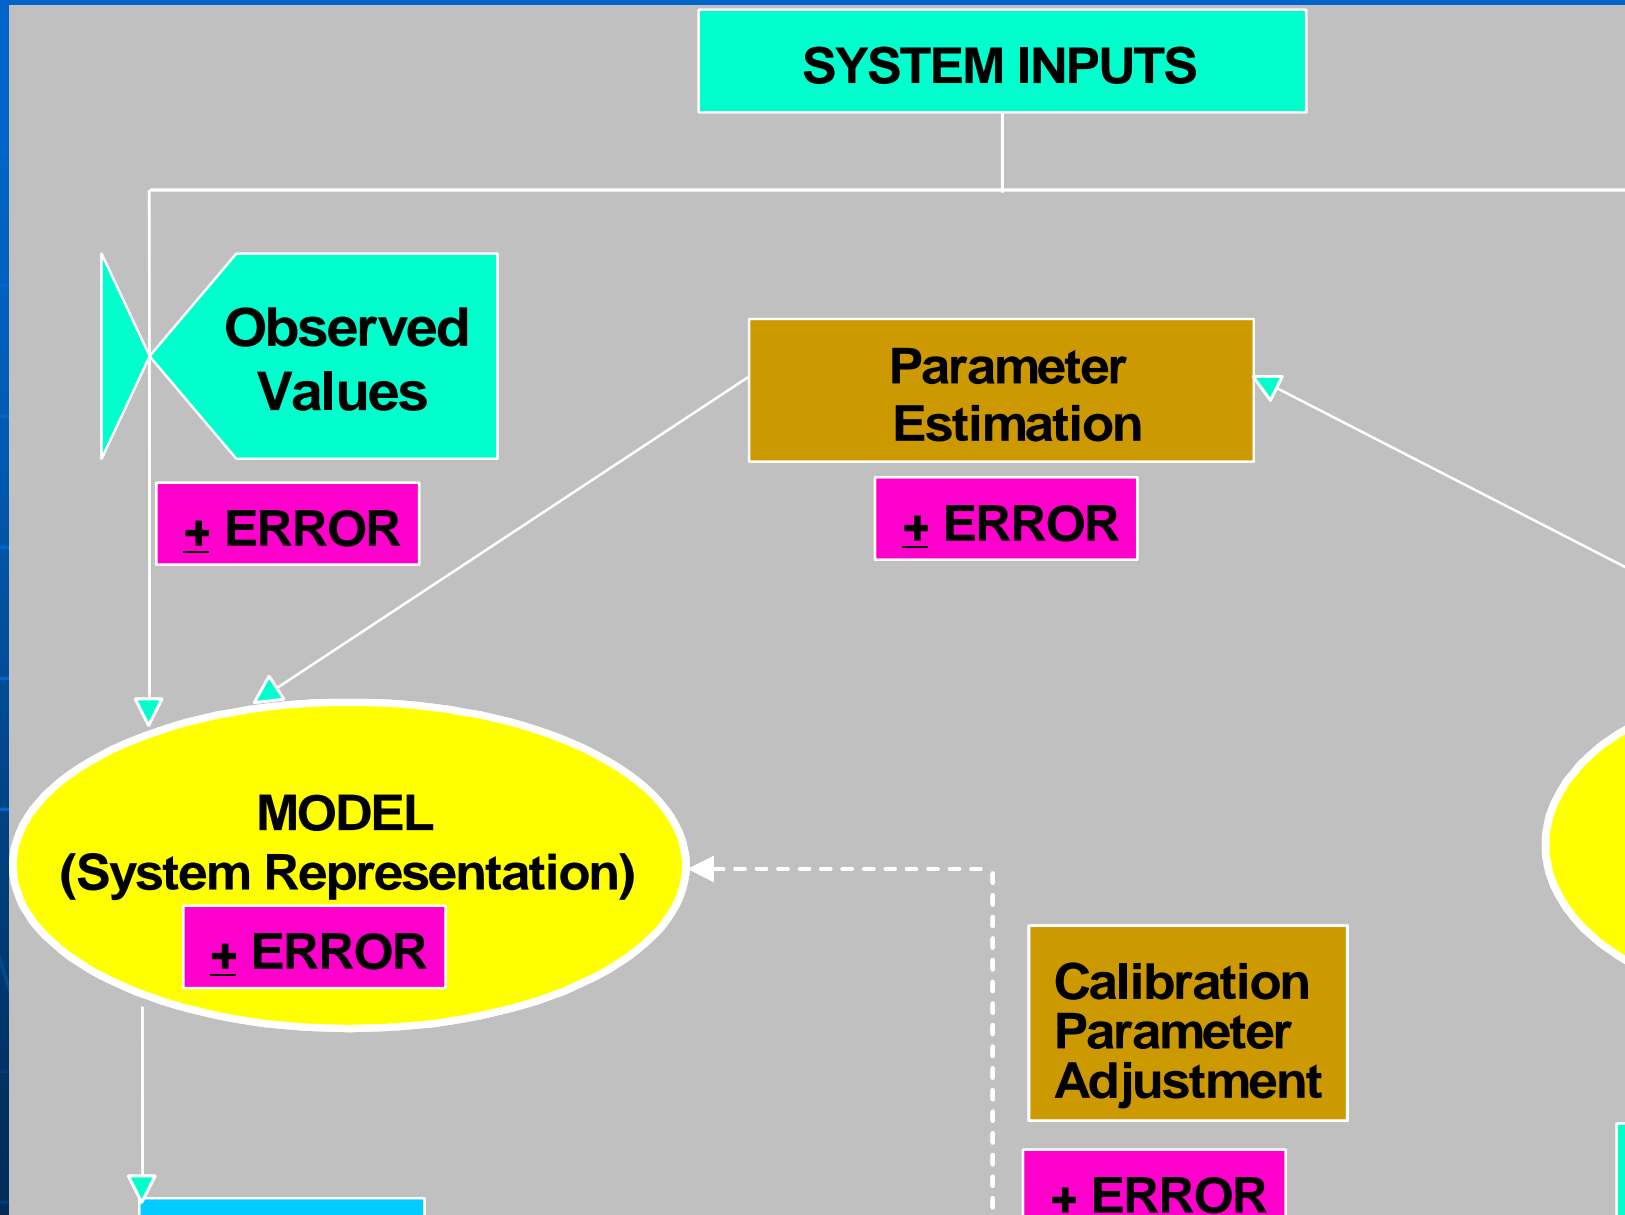 SYSTEM INPUTS
Observed
Values
± ERROR
Parameter
Estimation
± ERROR
MODEL
(System Representation)
± ERROR
Calibration
Parameter
Adjustment
+ ERROR